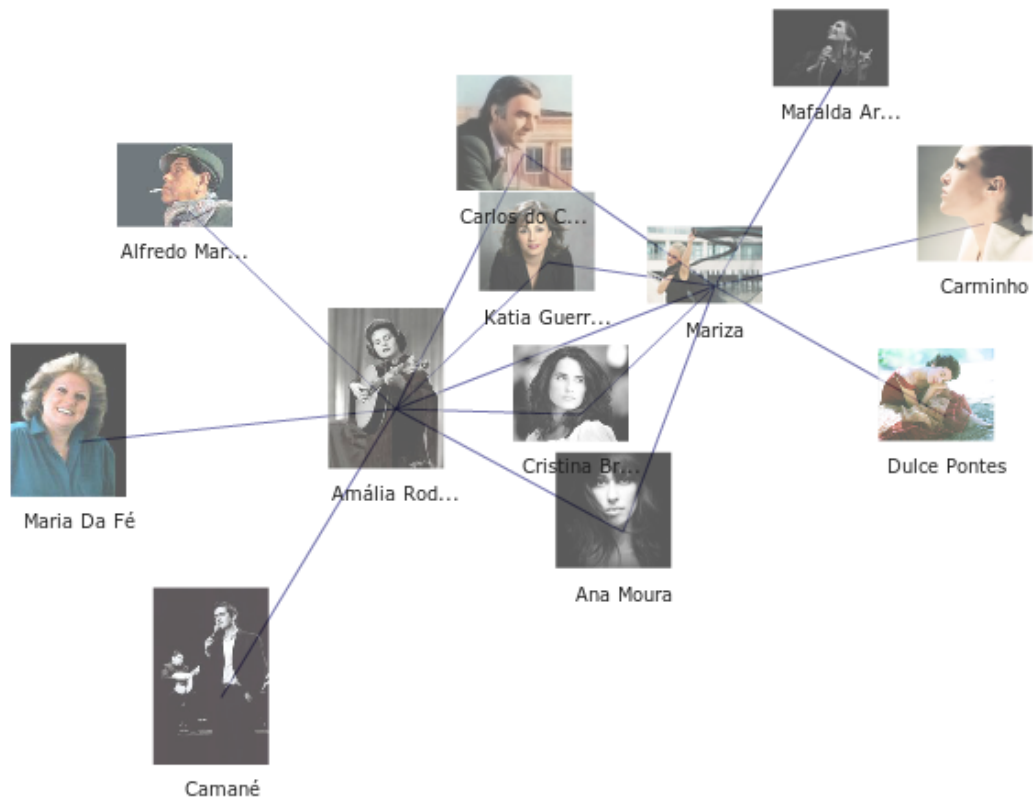 Mafalda Ar...
Carlos do C...
Alfredo Mar...
Carminho
Katia Guerr...
Mariza
Cristina Br...
Dulce Pontes
Amália Rod...
Maria Da Fé
Ana Moura
Camané